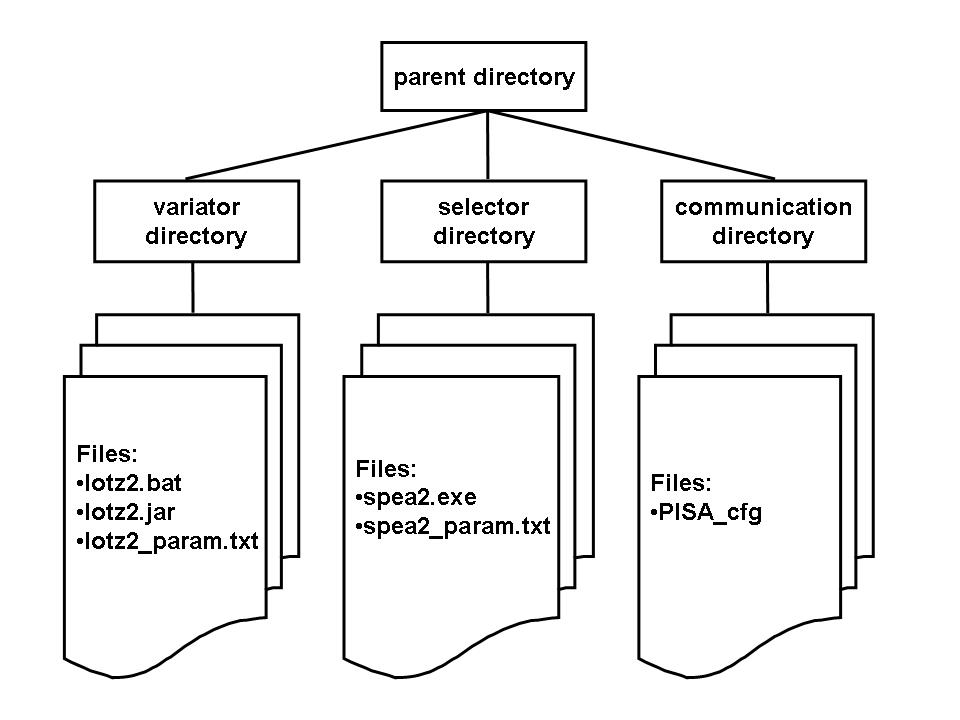 parent directory
variator
directory
selector
directory
communication
directory
Files:
•lotz2.bat
•lotz2.jar
•lotz2_param.txt
Files:
•spea2.exe
•spea2_param.txt
Files:
•PISA_cfg